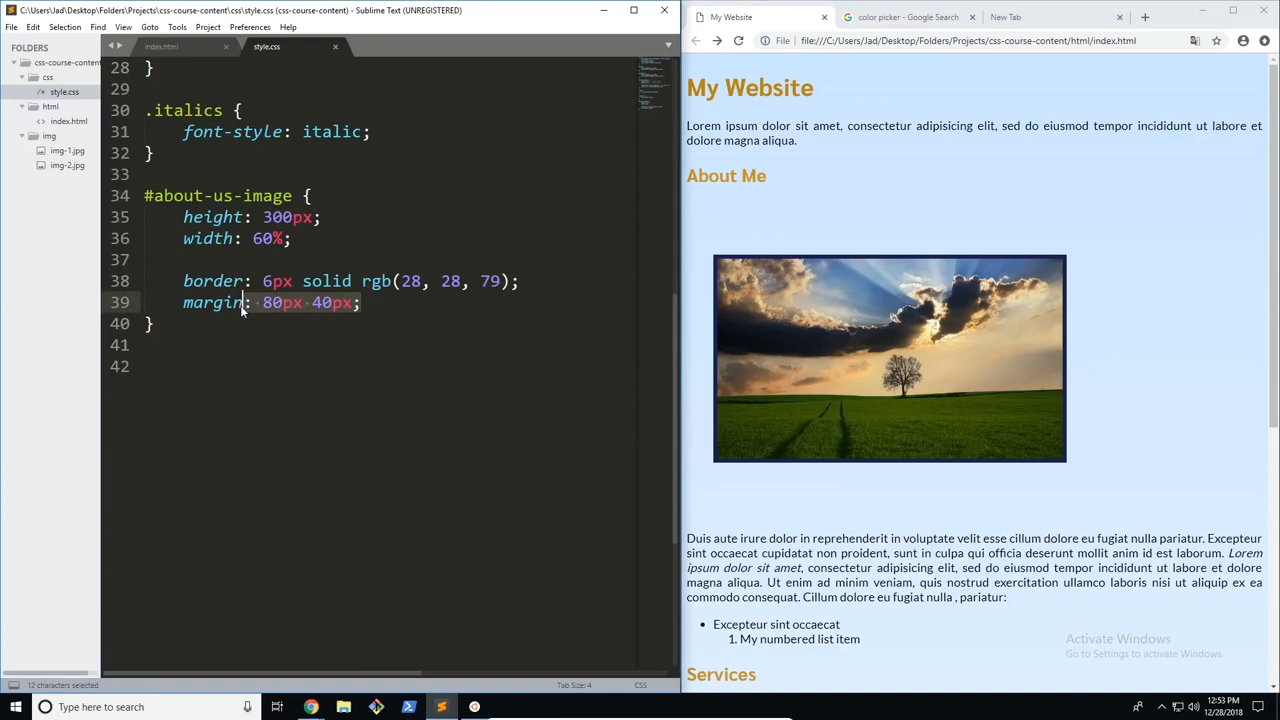 C:\Users\Jad\Desktop\Folders\Projects\css-course-content\css\style.css (css-course-content) - Sublime Text (UNREGISTERED)
File Edit Selection Find View Goto Tools Project Preferences Help
FOLDERS
css-course-conten
css
style.css
html
index.html
img
img-1.jpg
img-2.jpg
index.html
style.css
28 }
29
30 .italics {
31 font-style: italic;
32 }
33
34 #about-us-image {
35 height: 300px;
36 width: 60%;
37
38 border: 6px solid rgb(28, 28, 79);
39 margin: 80px 40px;
40 }
41
42
12 characters selected
Tab Size: 4
CSS
My Website
color picker - Google Search
New Tab
File
file:///C:/Users/Jad/Desktop/Folders/Projects/css-course-content/html/index.html
My Website
Lorem ipsum dolor sit amet, consectetur adipisicing elit, sed do eiusmod tempor incididunt ut labore et
dolore magna aliqua.
About Me
Duis aute irure dolor in reprehenderit in voluptate velit esse cillum dolore eu fugiat nulla pariatur. Excepteur
sint occaecat cupidatat non proident, sunt in culpa qui officia deserunt mollit anim id est laborum. Lorem
ipsum dolor sit amet, consectetur adipisicing elit, sed do eiusmod tempor incididunt ut labore et dolore
magna aliqua. Ut enim ad minim veniam, quis nostrud exercitation ullamco laboris nisi ut aliquip ex ea
commodo consequat. Cillum dolore eu fugiat nulla , pariatur:
• Excepteur sint occaecat
1. My numbered list item
Services
Activate Windows
Go to Settings to activate Windows.
Type here to search
12:53 PM
12/28/2018